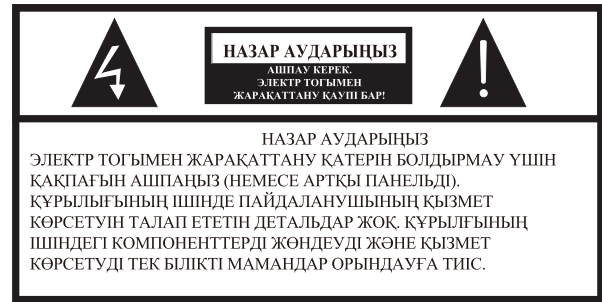 НАЗАР АУДАРЫҢЫЗ
АШПАУ КЕРЕК.
ЭЛЕКТР ТОГЫМЕН
ЖАРАҚАТТАНУ ҚАУПІ БАР!
НАЗАР АУДАРЫҢЫЗ
ЭЛЕКТР ТОГЫМЕН ЖАРАҚАТТАНУ ҚАТЕРІН БОЛДЫРМАУ ҮШІН
ҚАҚПАҒЫН АШПАҢЫЗ (НЕМЕСЕ АРТҚЫ ПАНЕЛЬДІ).
ҚҰРЫЛЫҒЫНЫҢ ІШІНДЕ ПАЙДАЛАНУШЫНЫҢ ҚЫЗМЕТ
КӨРСЕТУІН ТАЛАП ЕТЕТІН ДЕТАЛЬДАР ЖОҚ. ҚҰРЫЛҒЫНЫҢ
ІШІНДЕГІ КОМПОНЕНТТЕРДІ ЖӨНДЕУДІ ЖӘНЕ ҚЫЗМЕТ
КӨРСЕТУДІ ТЕК БІЛІКТІ МАМАНДАР ОРЫНДАУҒА ТИІС.